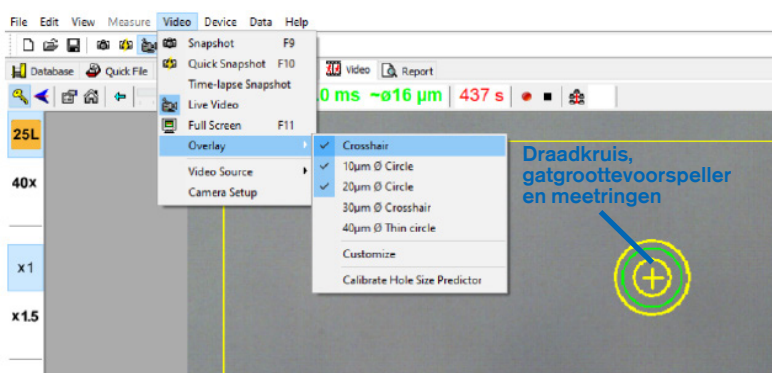 File Edit View Measure Video Device Data Help
Snapshot F9
Quick Snapshot F10
Time-lapse Snapshot
Live Video
Full Screen F11
Overlay
Video Source
Camera Setup
Database Quick File
Video Report
.0 ms ~ø16 µm 437 s
25L
40x
x1
x1.5
Crosshair
10µm Ø Circle
20µm Ø Circle
30µm Ø Crosshair
40µm Ø Thin circle
Customize
Calibrate Hole Size Predictor
Draadkruis,
gatgroottevoorspeller
en meetringen